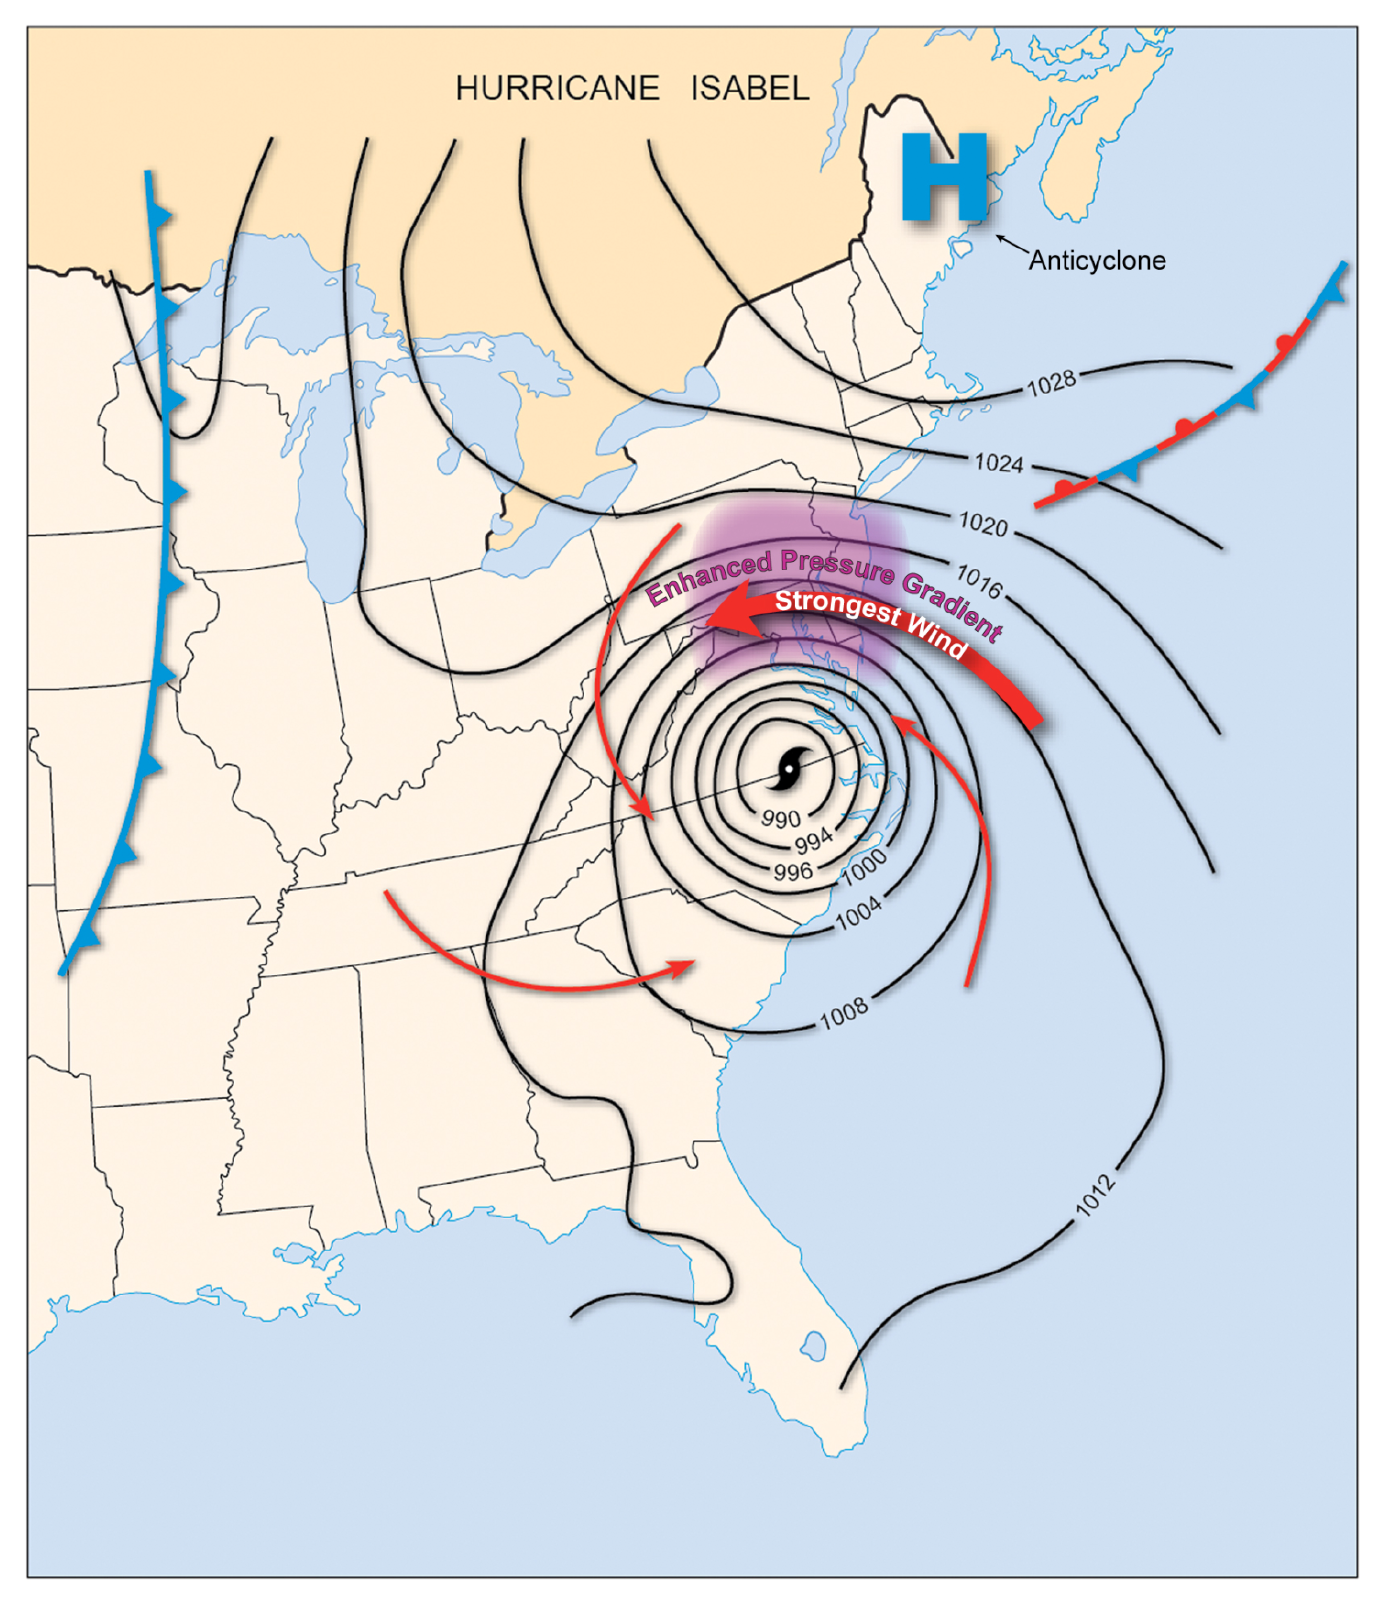 HURRICANE ISABEL
H
Anticyclone
1028
1024
1020
1016
Enhanced Pressure Gradient
Strongest Wind
990
994
996
1000
1004
1008
1012